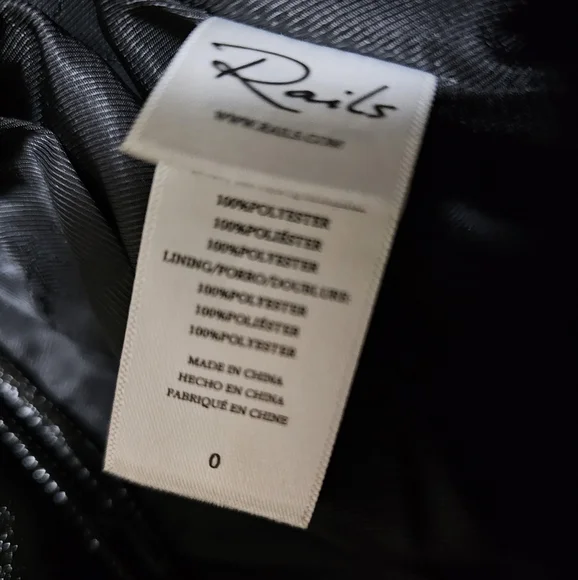 Rails
WWW.RAILS.COM
100%POLYESTER
100%POLIÉSTER
100%POLYESTER
LINING/FORRO/DOUBLURE:
100%POLYESTER
100%POLIÉSTER
100%POLYESTER
MADE IN CHINA
HECHO EN CHINA
FABRIQUÉ EN CHINE
0